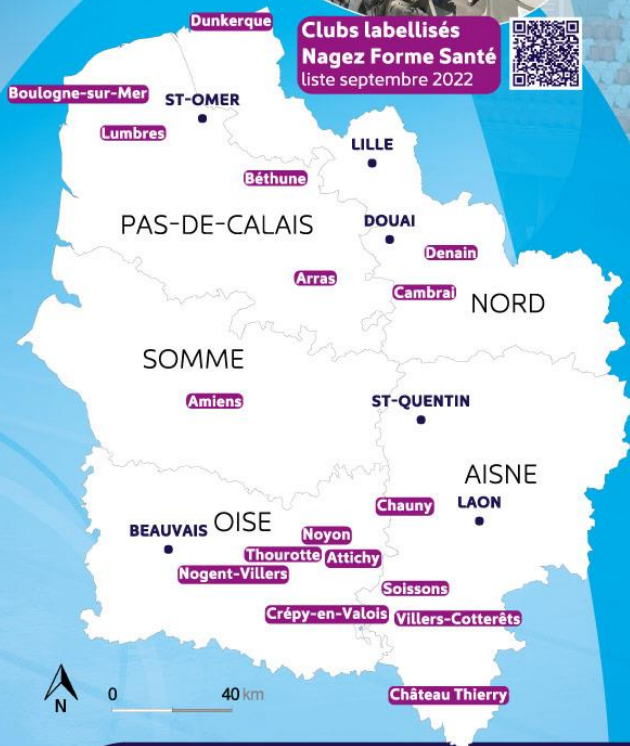 Dunkerque
Clubs labellisés
Nagez Forme Santé
liste septembre 2022
Boulogne-sur-Mer
ST-OMER
Lumbres
LILLE
Béthune
PAS-DE-CALAIS
DOUAI
Denain
Arras
Cambrai
NORD
SOMME
Amiens
ST-QUENTIN
AISNE
Chauny
LAON
OISE
BEAUVAIS
Noyon
Thourotte
Attichy
Nogent-Villers
Soissons
Crépy-en-Valois
Villers-Cotterêts
Château Thierry
N
0 40 km